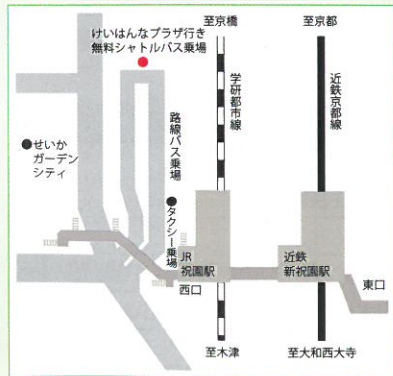 至京橋
至京都
けいはんなプラザ行き
無料シャトルバス乗場
学研都市線
近鉄京都線
路線バス乗場
●せいか
ガーデン
シティ
●タクシー乗場
JR
祝園駅
近鉄
新祝園駅
西口
東口
至木津
至大和西大寺